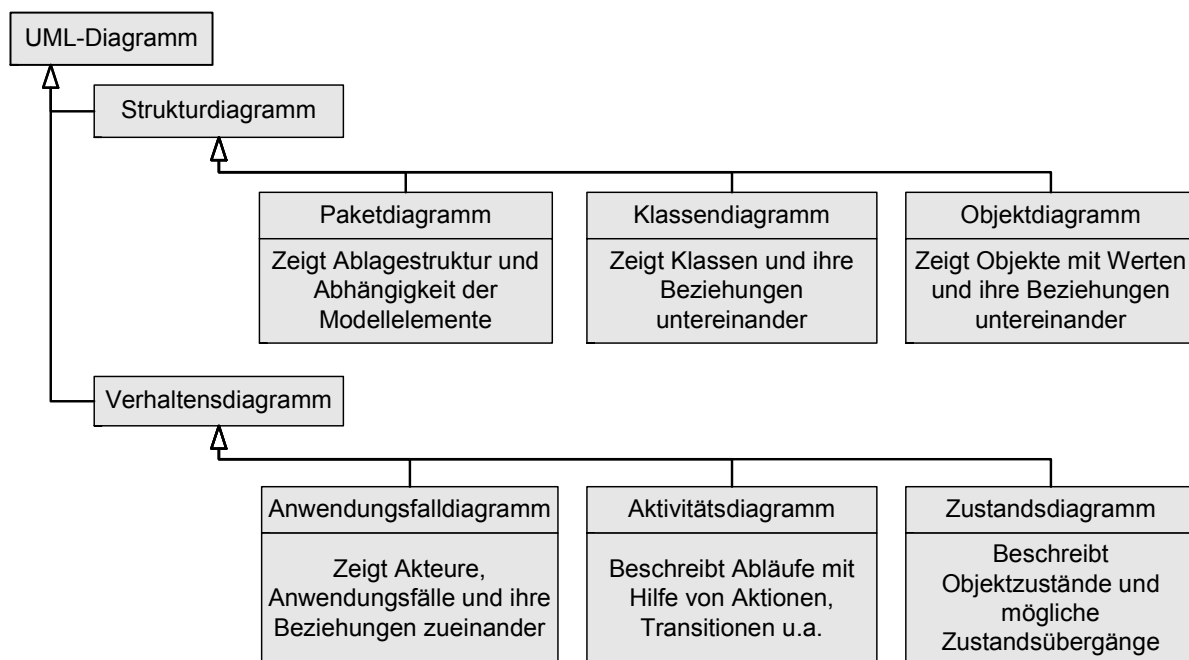 UML-Diagramm
Strukturdiagramm
Paketdiagramm
Zeigt Ablagestruktur und
Abhängigkeit der
Modellelemente
Klassendiagramm
Zeigt Klassen und ihre
Beziehungen
untereinander
Objektdiagramm
Zeigt Objekte mit Werten
und ihre Beziehungen
untereinander
Verhaltensdiagramm
Anwendungsfalldiagramm
Zeigt Akteure,
Anwendungsfälle und ihre
Beziehungen zueinander
Aktivitätsdiagramm
Beschreibt Abläufe mit
Hilfe von Aktionen,
Transitionen u.a.
Zustandsdiagramm
Beschreibt
Objektzustände und
mögliche
Zustandsübergänge